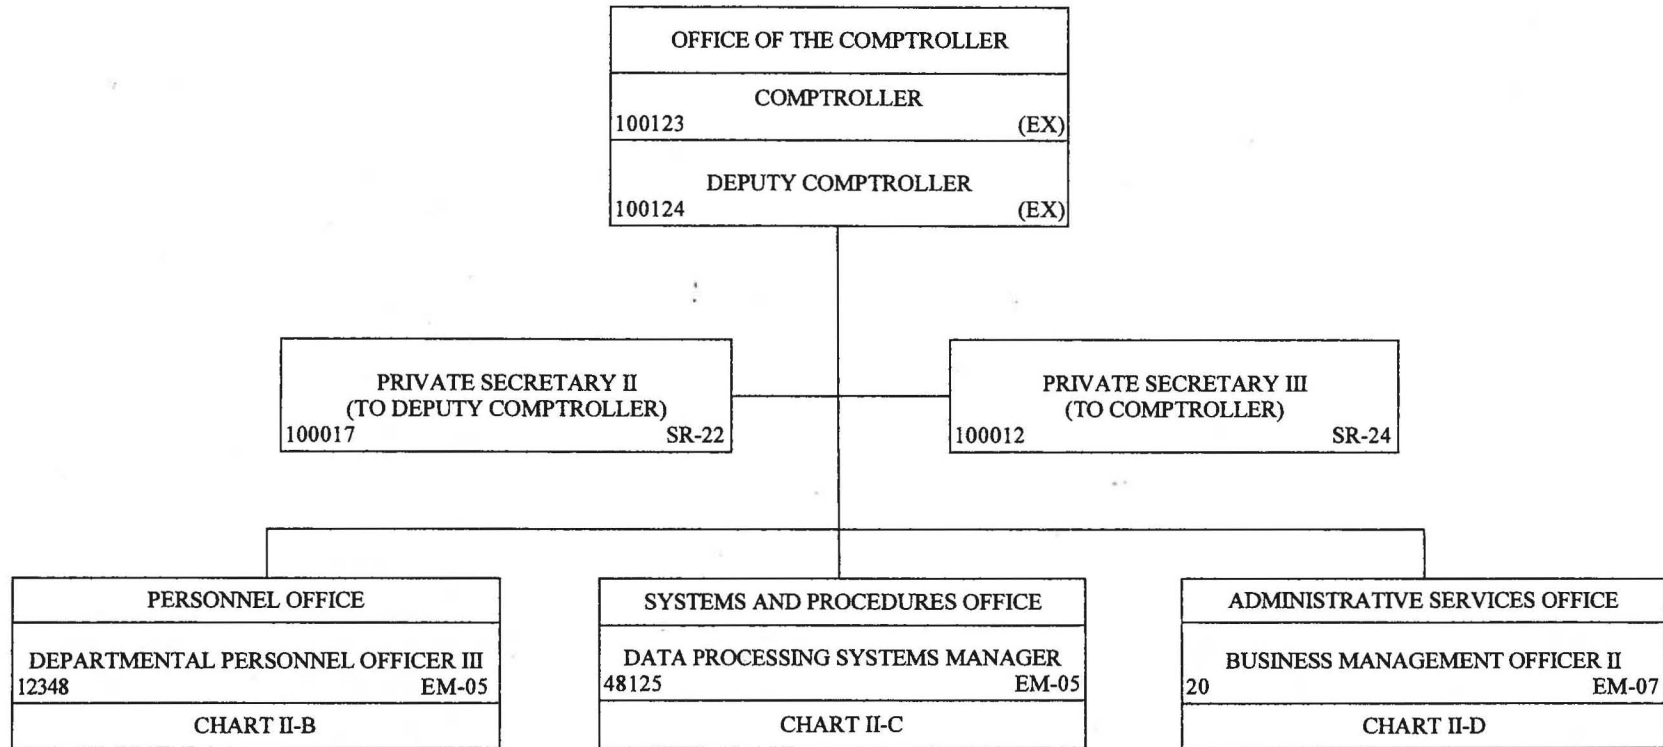 OFFICE OF THE COMPTROLLER
COMPTROLLER
100123 (EX)
DEPUTY COMPTROLLER
100124 (EX)
PRIVATE SECRETARY II
(TO DEPUTY COMPTROLLER)
100017 SR-22
PRIVATE SECRETARY III
(TO COMPTROLLER)
100012 SR-24
PERSONNEL OFFICE
DEPARTMENTAL PERSONNEL OFFICER III
12348 EM-05
CHART II-B
SYSTEMS AND PROCEDURES OFFICE
DATA PROCESSING SYSTEMS MANAGER
48125 EM-05
CHART II-C
ADMINISTRATIVE SERVICES OFFICE
BUSINESS MANAGEMENT OFFICER II
20 EM-07
CHART II-D